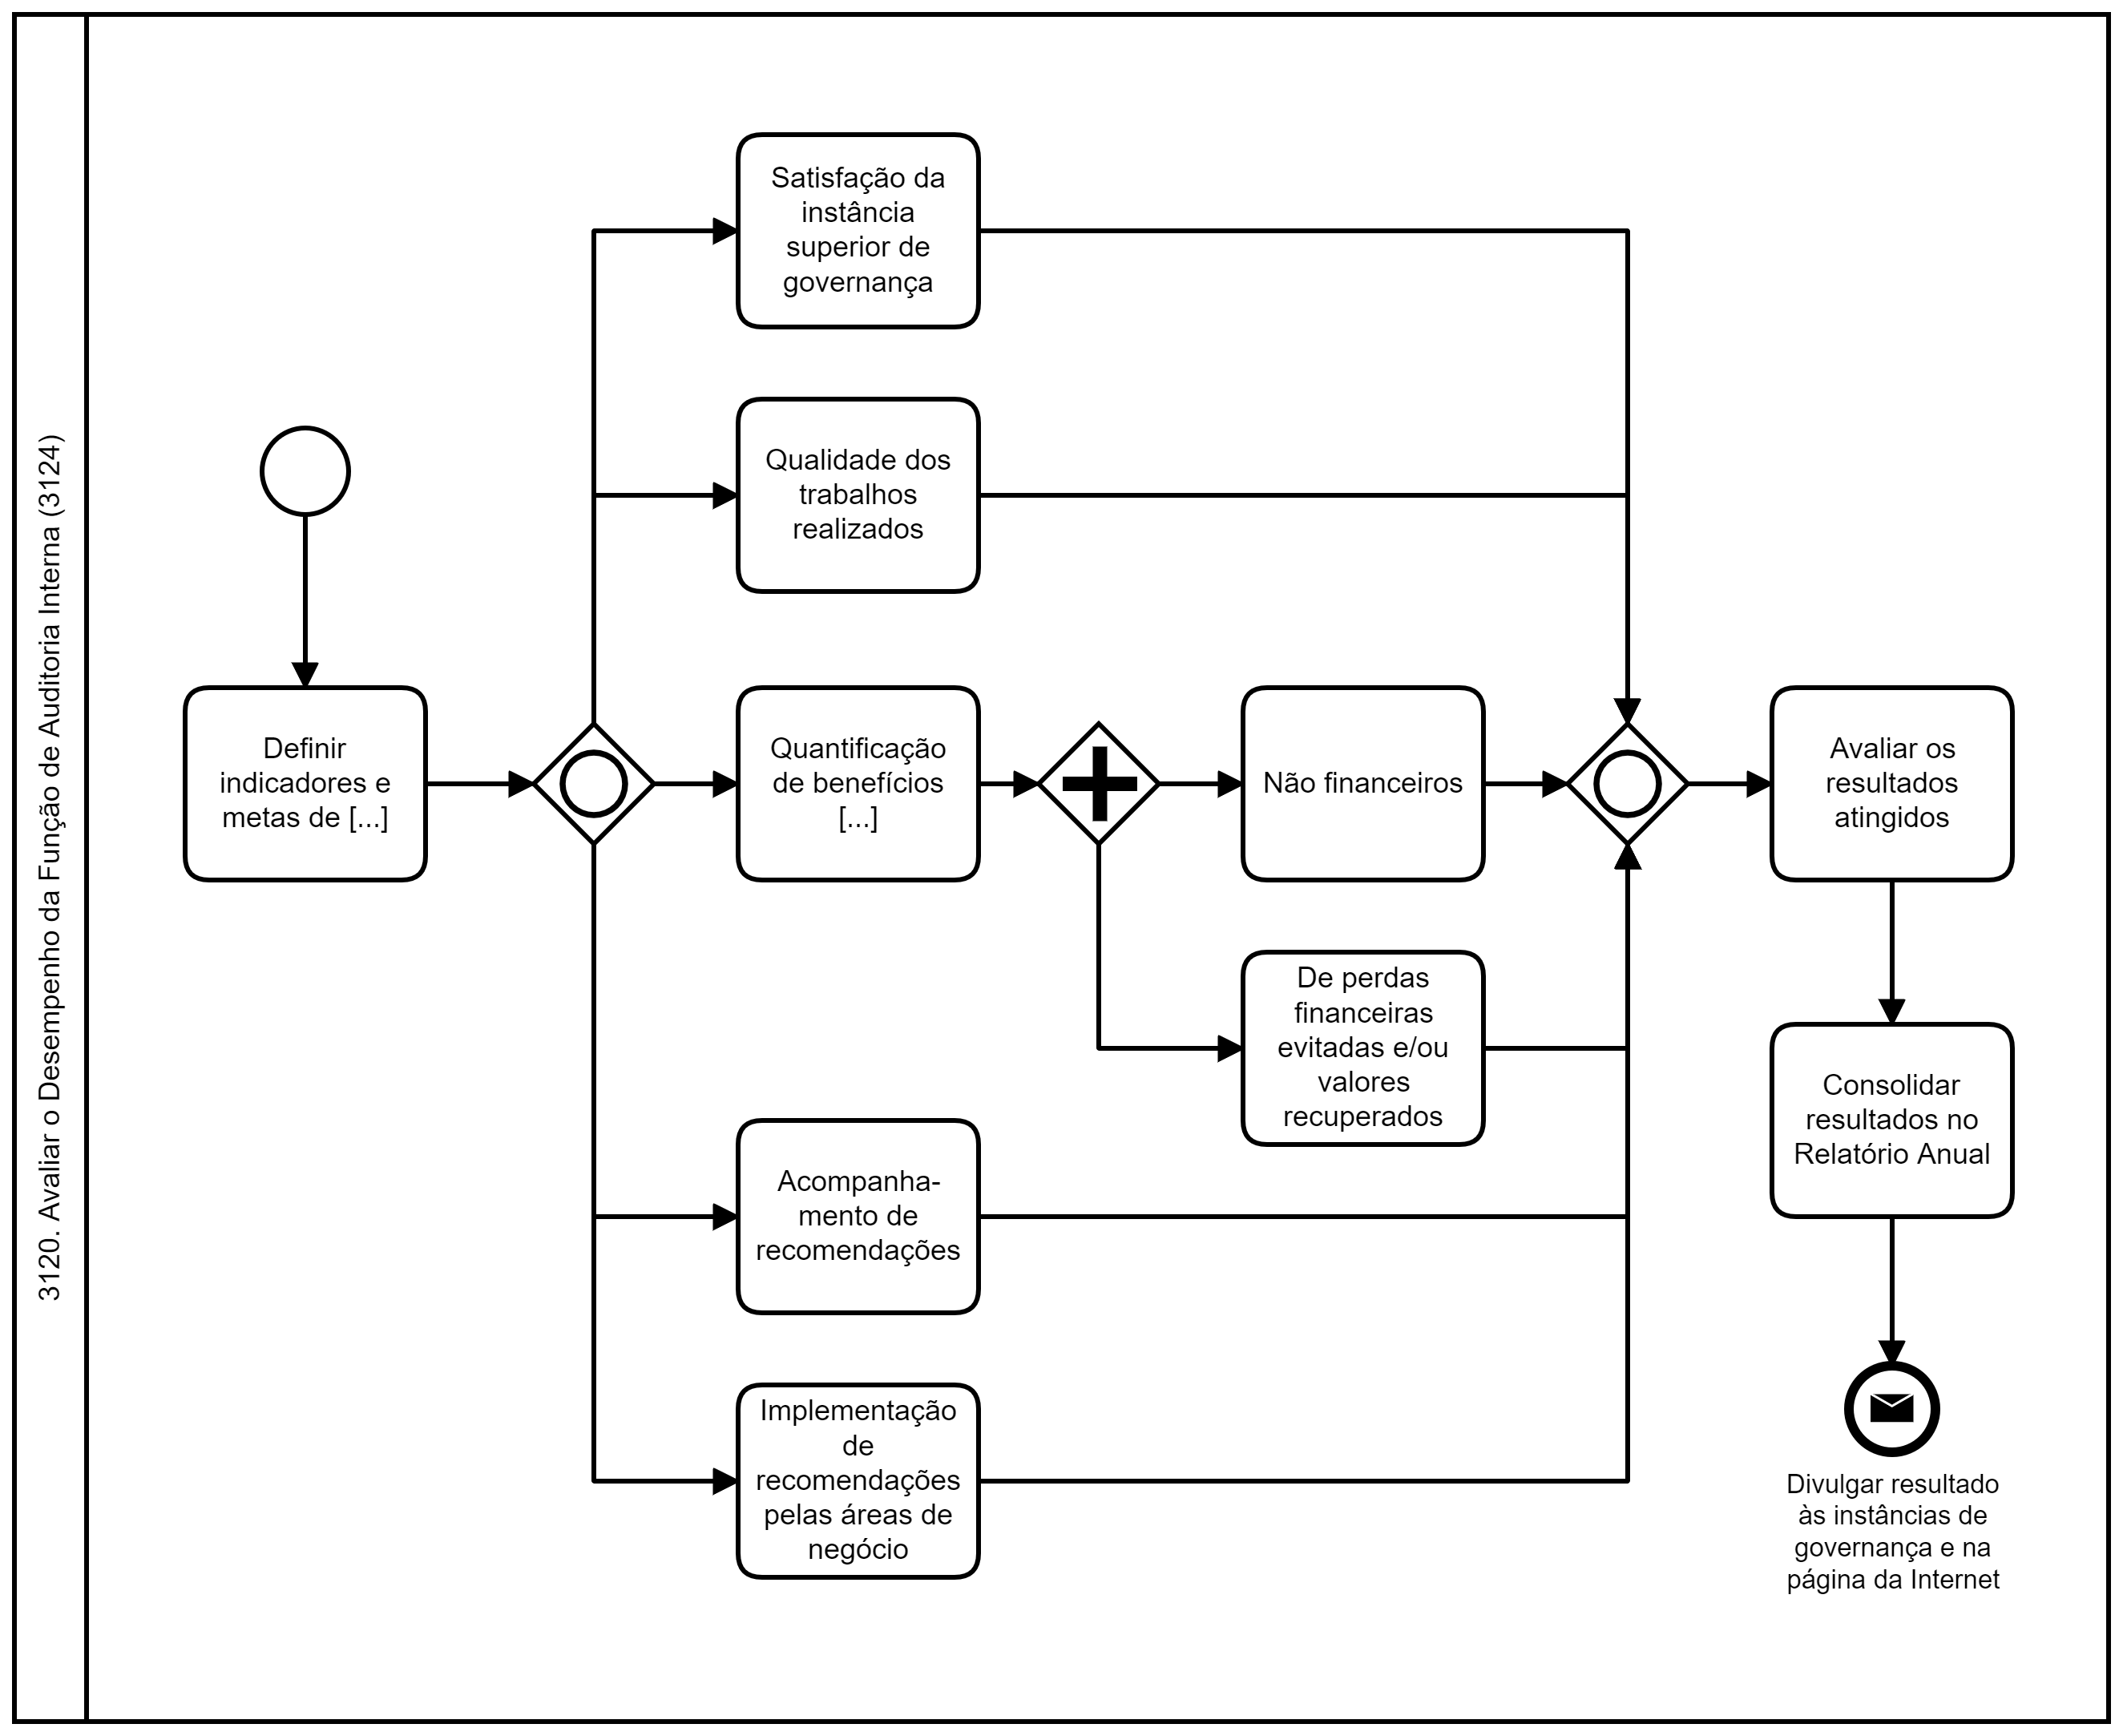 3120. Avaliar o Desempenho da Função de Auditoria Interna (3124)
Definir
indicadores e
metas de [...]
Satisfação da
instância
superior de
governança
Qualidade dos
trabalhos
realizados
Quantificação
de benefícios
[...]
Não financeiros
De perdas
financeiras
evitadas e/ou
valores
recuperados
Acompanha-
mento de
recomendações
Implementação
de
recomendações
pelas áreas de
negócio
Avaliar os
resultados
atingidos
Consolidar
resultados no
Relatório Anual
Divulgar resultado
às instâncias de
governança e na
página da Internet